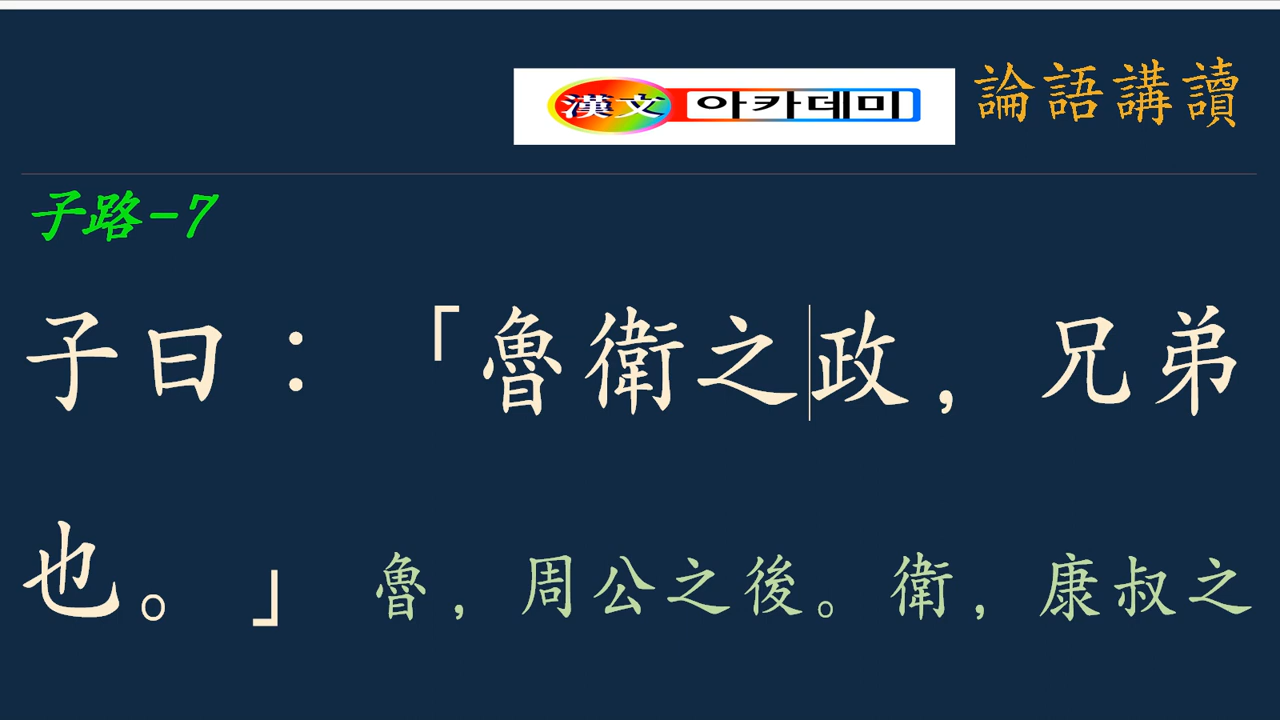 漢文 아카데미 論語講讀
子路-7
子曰：「魯衛之政，兄弟
也。」 魯，周公之後。衛，康叔之